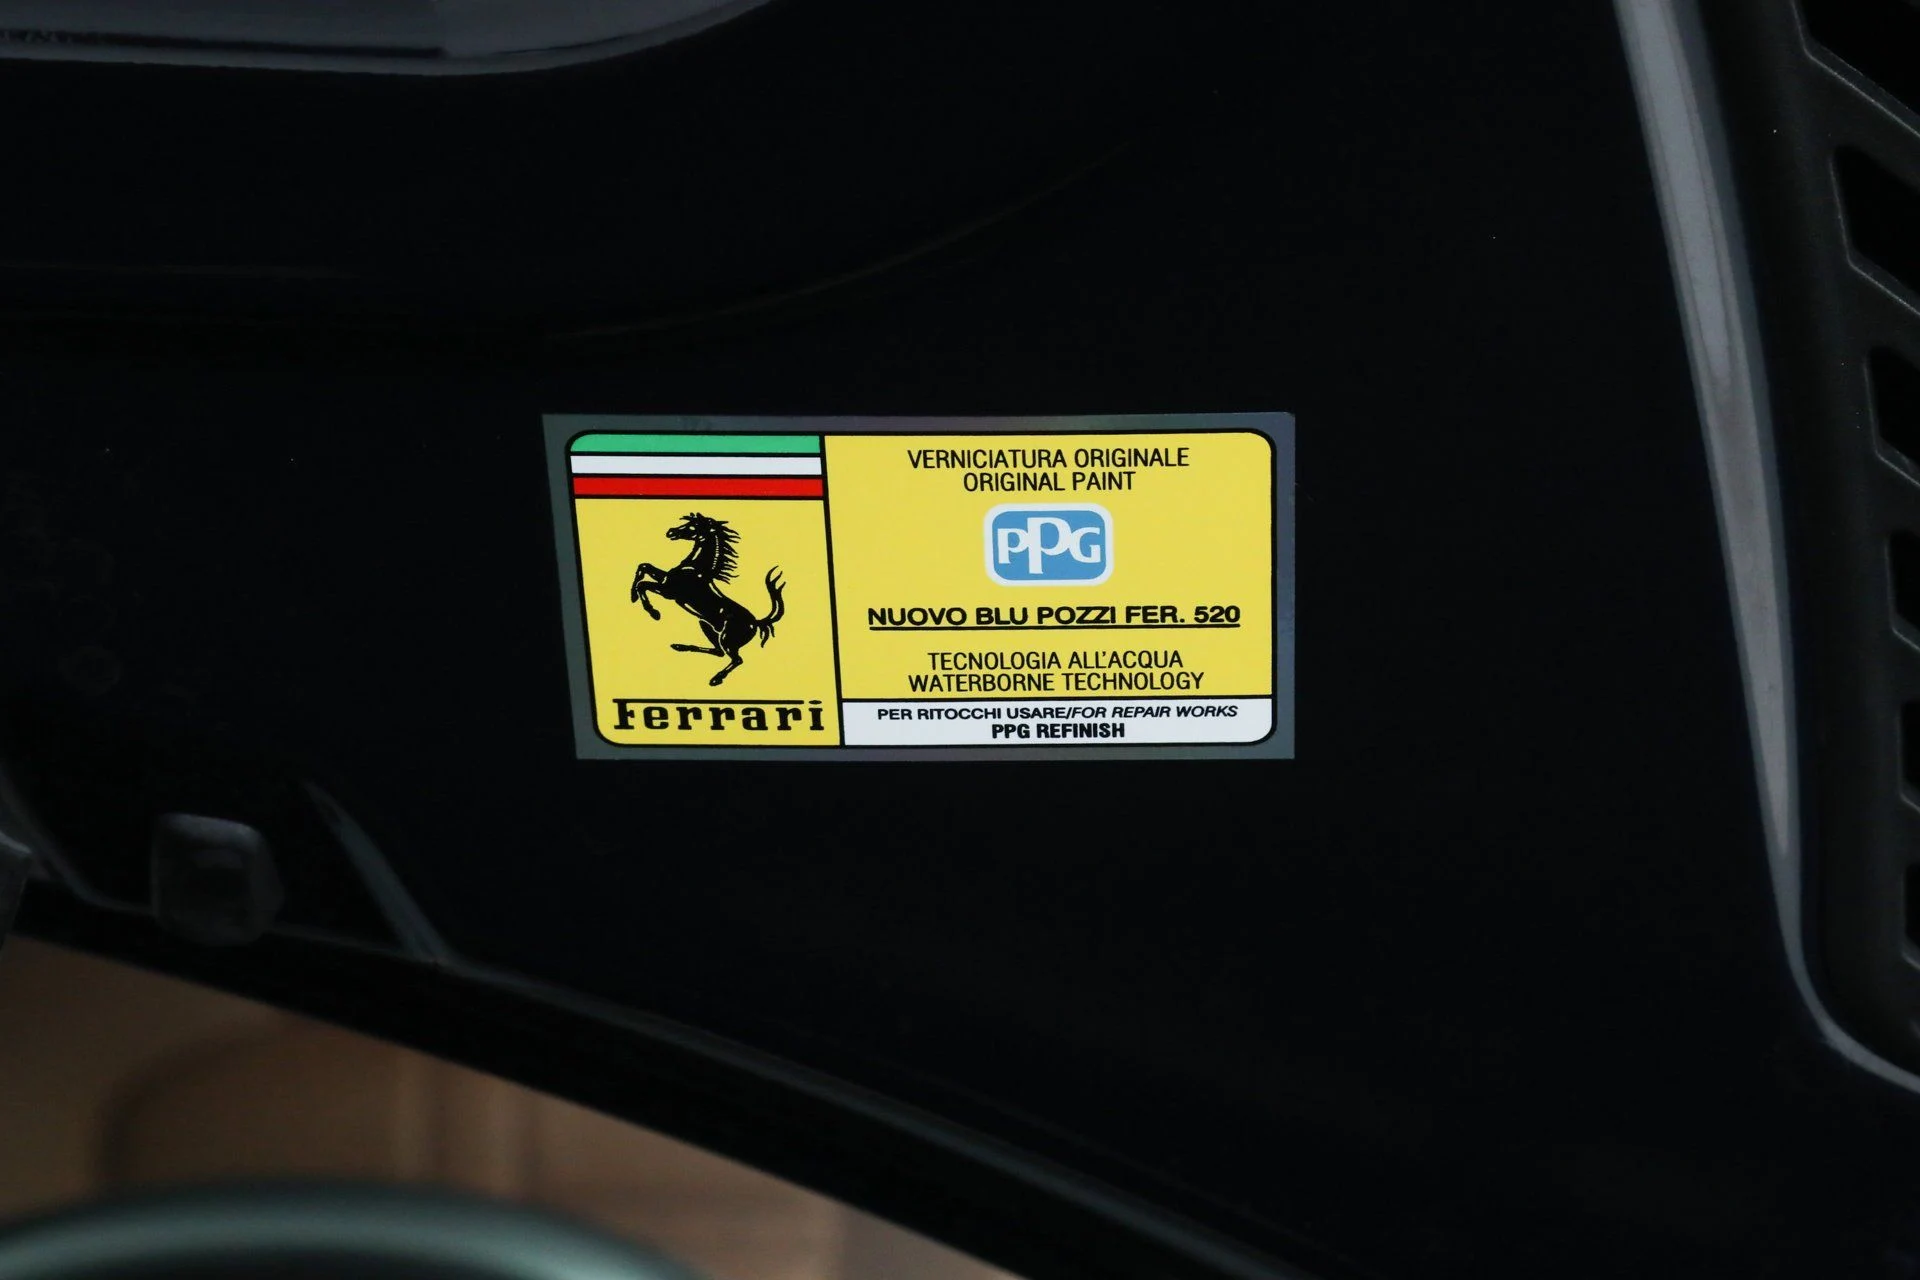 Ferrari
VERNICIATURA ORIGINALE
ORIGINAL PAINT
PPG
NUOVO BLU POZZI FER. 520
TECNOLOGIA ALL'ACQUA
WATERBORNE TECHNOLOGY
PER RITOCCHI USARE/FOR REPAIR WORKS
PPG REFINISH